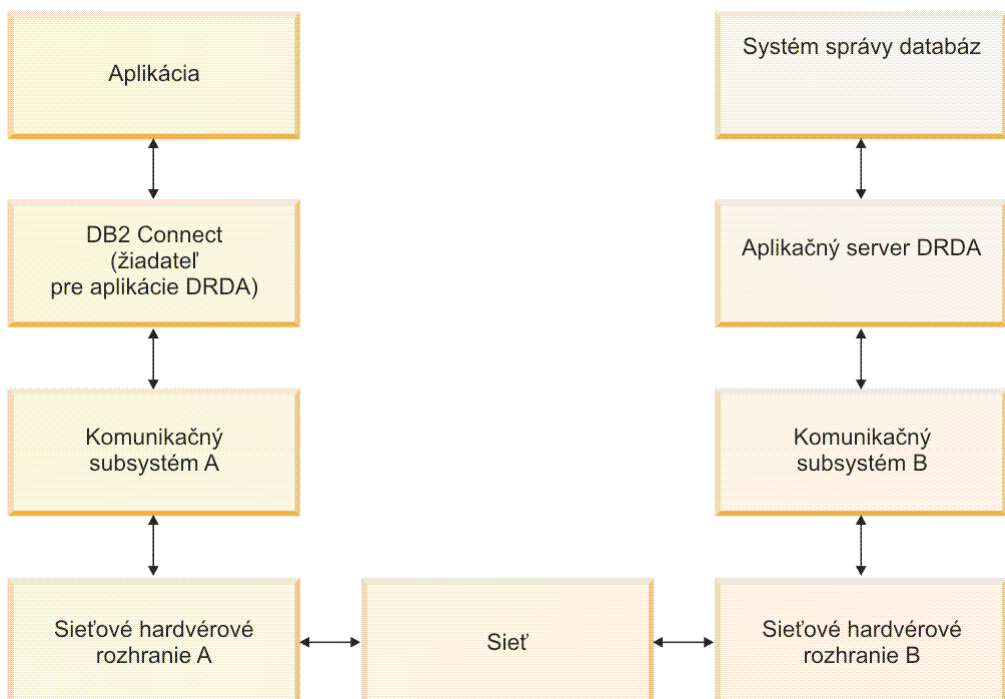 Aplikácia
DB2 Connect
(žiadateľ
pre aplikácie DRDA)
Komunikačný
subsystém A
Sieťové hardvérové
rozhranie A
Sieť
Systém správy databáz
Aplikačný server DRDA
Komunikačný
subsystém B
Sieťové hardvérové
rozhranie B